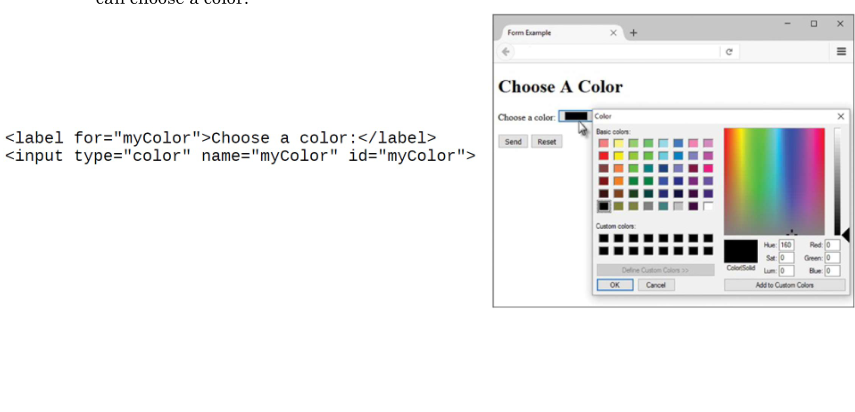 can choose a color.
<label for="myColor">Choose a color:</label>
<input type="color" name="myColor" id="myColor">
Form Example
Choose A Color
Choose a color:
Send Reset
Color
Basic colors:
Custom colors:
Define Custom Colors >>
OK Cancel
Color|Solid
Hue: 160 Red: 0
Sat: 0 Green: 0
Lum: 0 Blue: 0
Add to Custom Colors